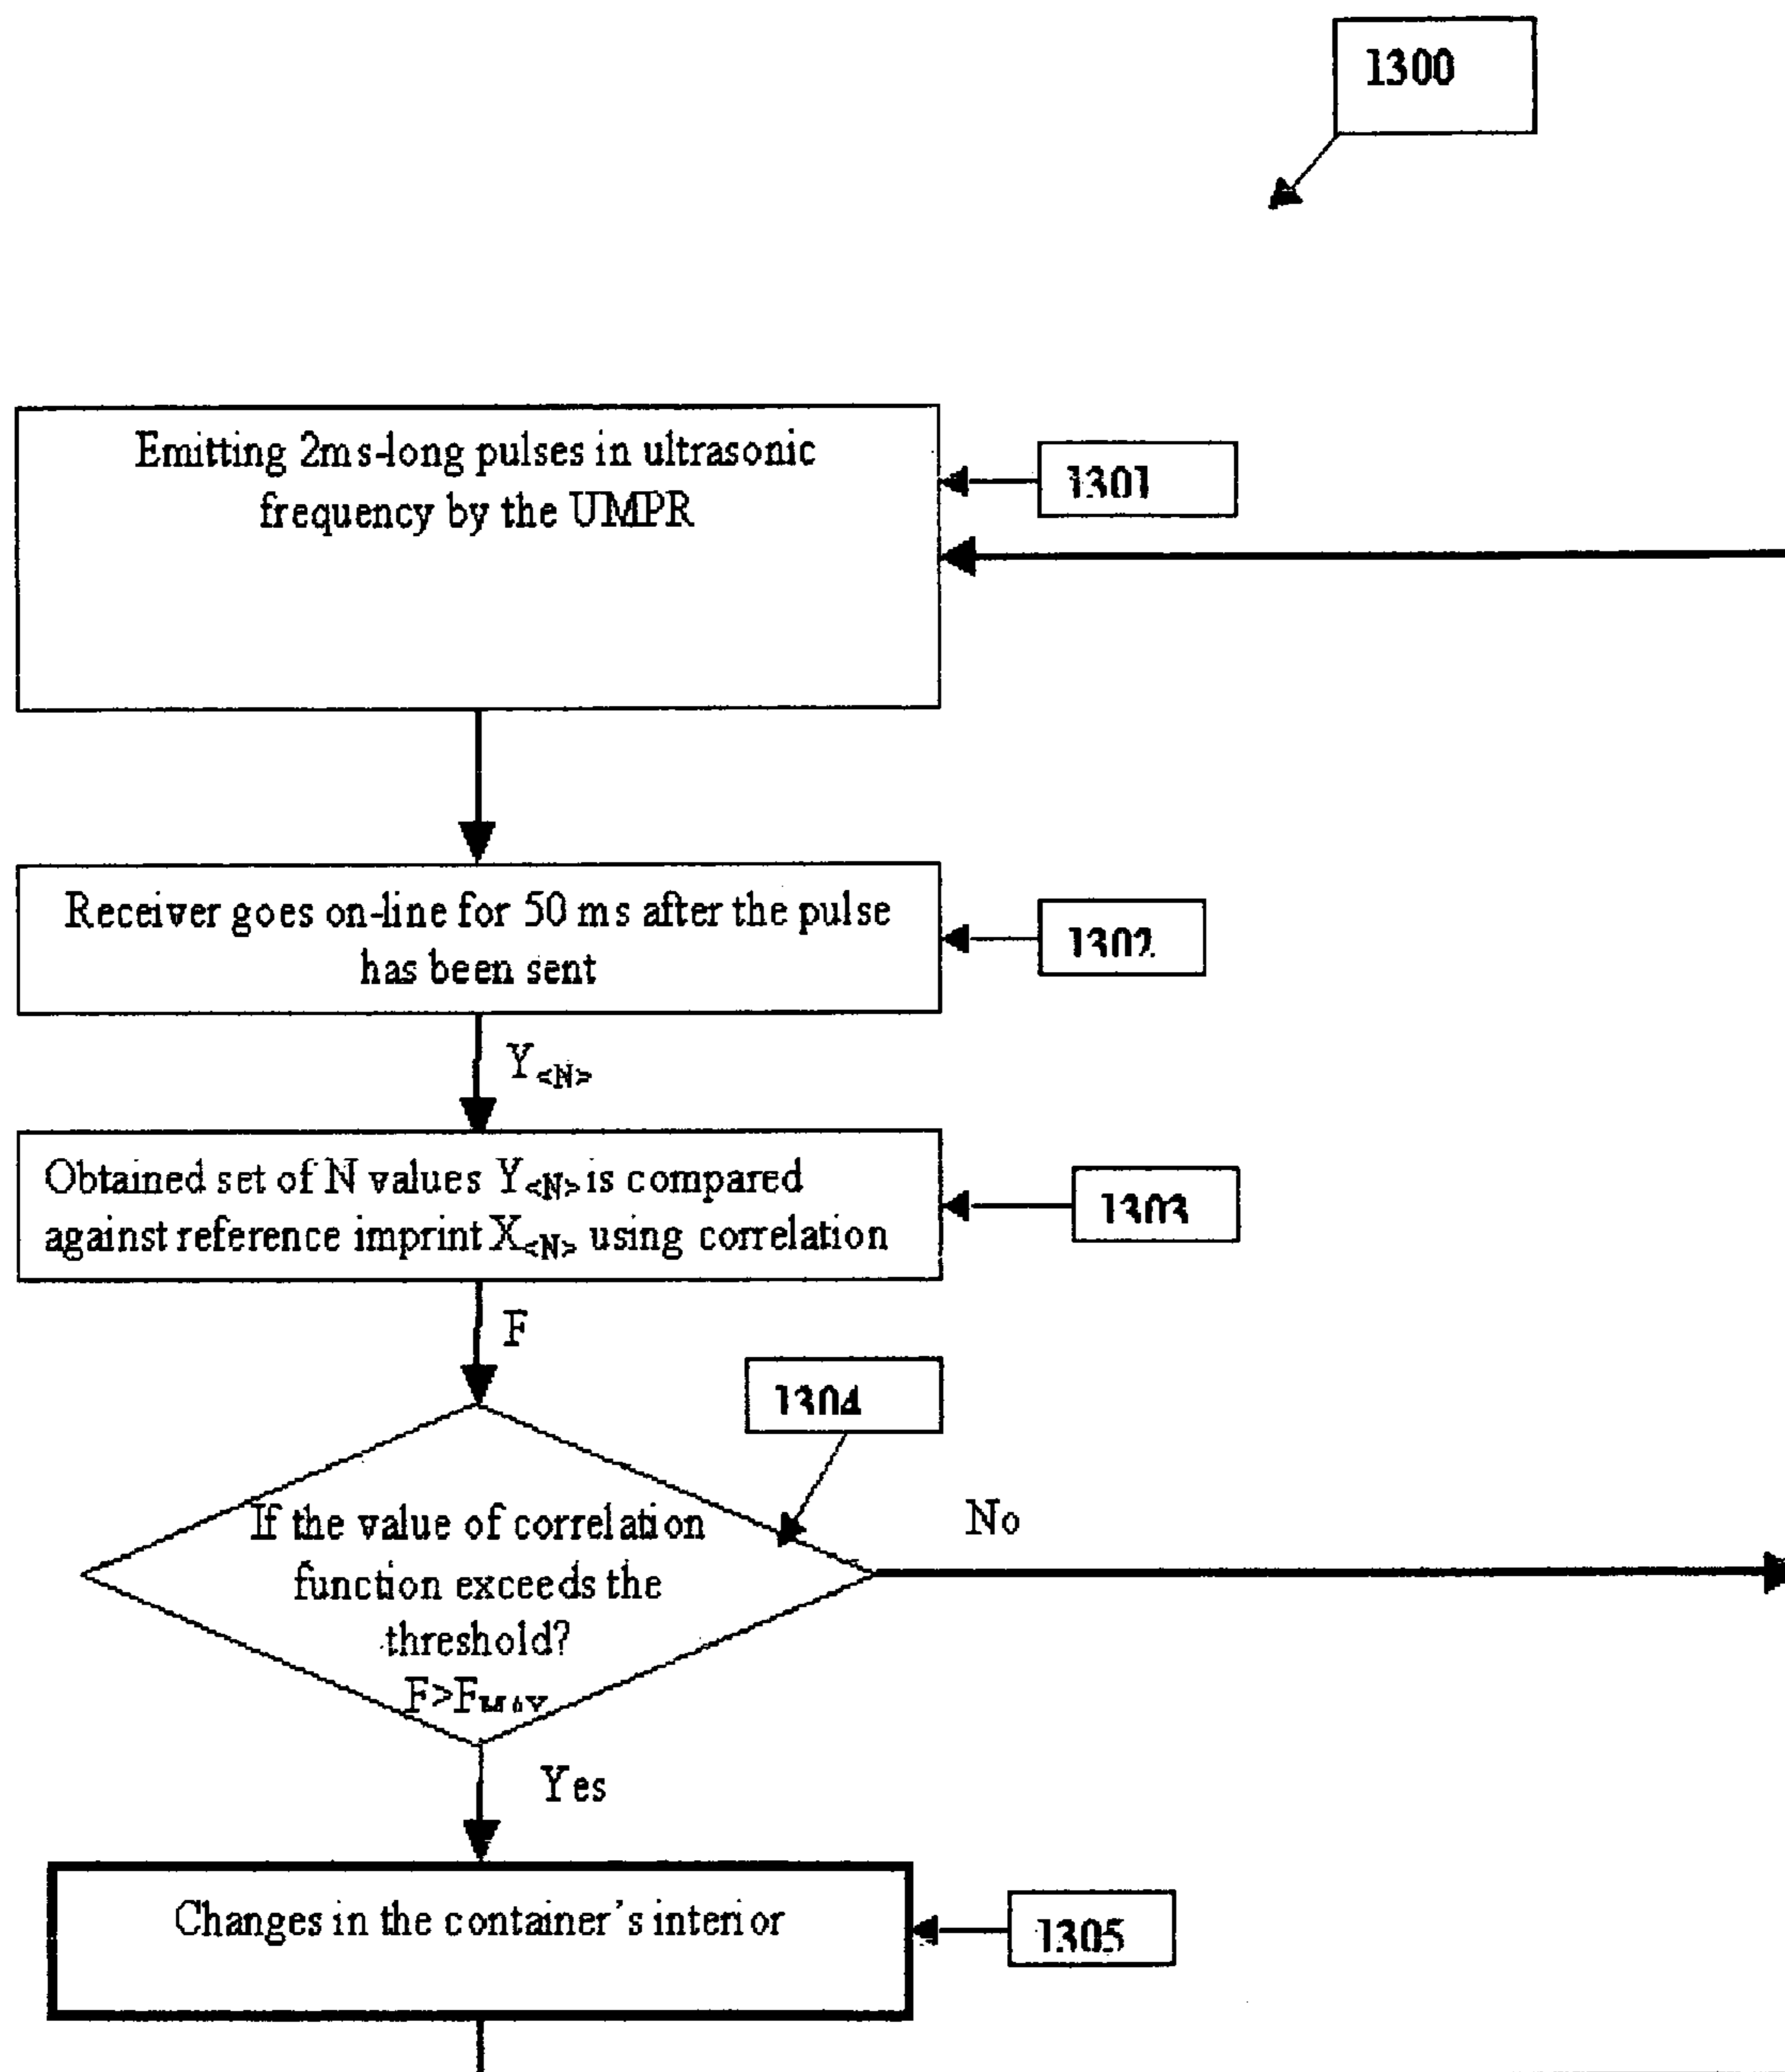 1300
Emitting 2ms-long pulses in ultrasonic
frequency by the UMPR
1301
Receiver goes on-line for 50 ms after the pulse
has been sent
1302
Y<N>
Obtained set of N values Y<N> is compared
against reference imprint X<N> using correlation
1303
F
1304
If the value of correlation
function exceeds the
threshold?
F>FMAX
No
Yes
Changes in the container's interior
1305